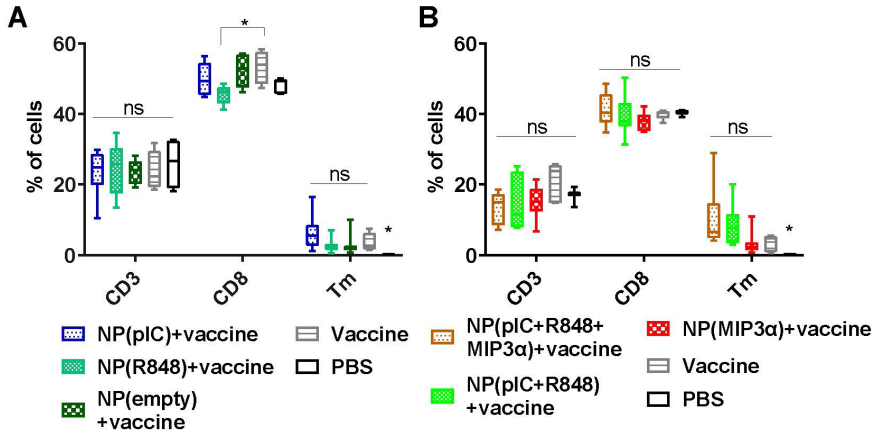 A
% of cells
60
40
20
0
*
ns
ns
*
CD3
CD8
Tm
NP(pIC)+vaccine
NP(R848)+vaccine
NP(empty)
+vaccine
Vaccine
PBS
B
% of cells
60
40
20
0
ns
ns
ns
*
CD3
CD8
Tm
NP(pIC+R848+
MIP3α)+vaccine
NP(pIC+R848)
+vaccine
NP(MIP3α)+vaccine
Vaccine
PBS